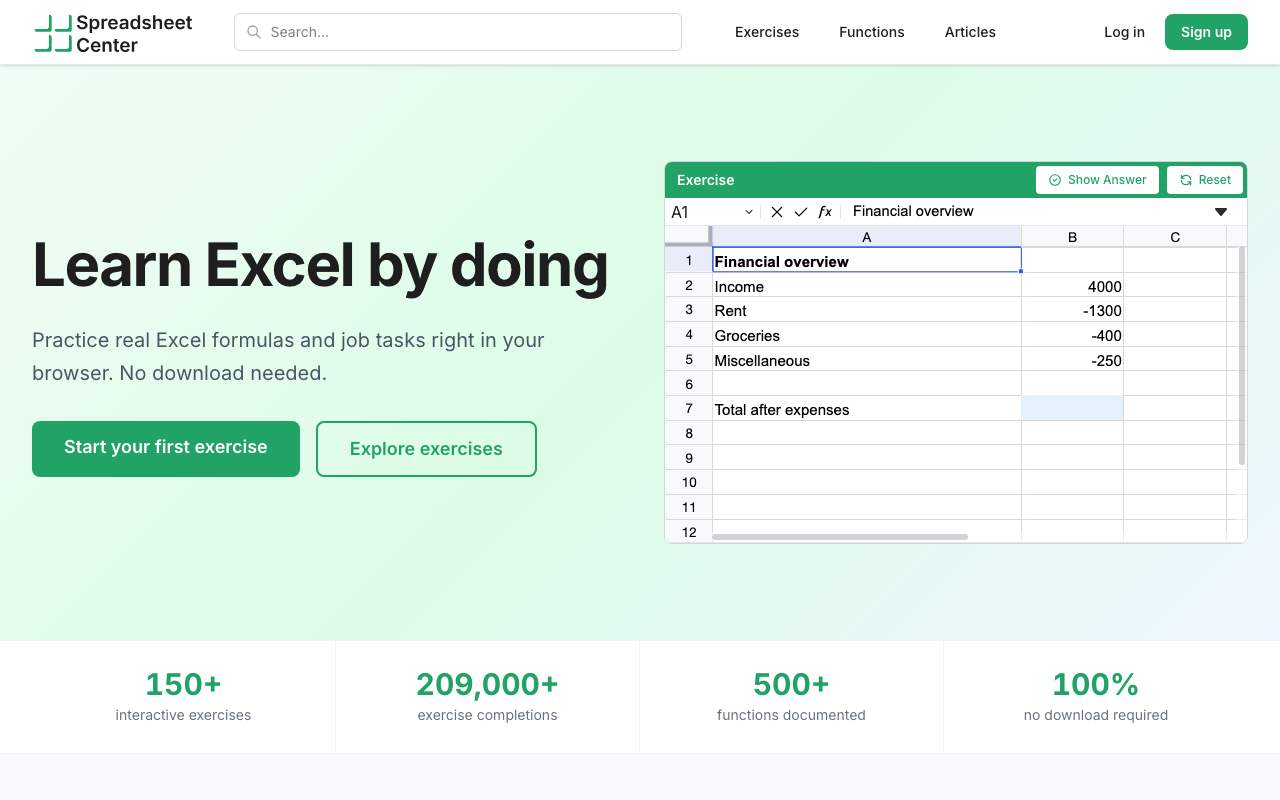 Spreadsheet
Center
Search...
Exercises
Functions
Articles
Log in
Sign up
Learn Excel by doing
Practice real Excel formulas and job tasks right in your
browser. No download needed.
Start your first exercise
Explore exercises
Exercise
Show Answer
Reset
A1
fx
Financial overview
A B C
1 Financial overview
2 Income 4000
3 Rent -1300
4 Groceries -400
5 Miscellaneous -250
6
7 Total after expenses
8
9
10
11
12
150+
interactive exercises
209,000+
exercise completions
500+
functions documented
100%
no download required